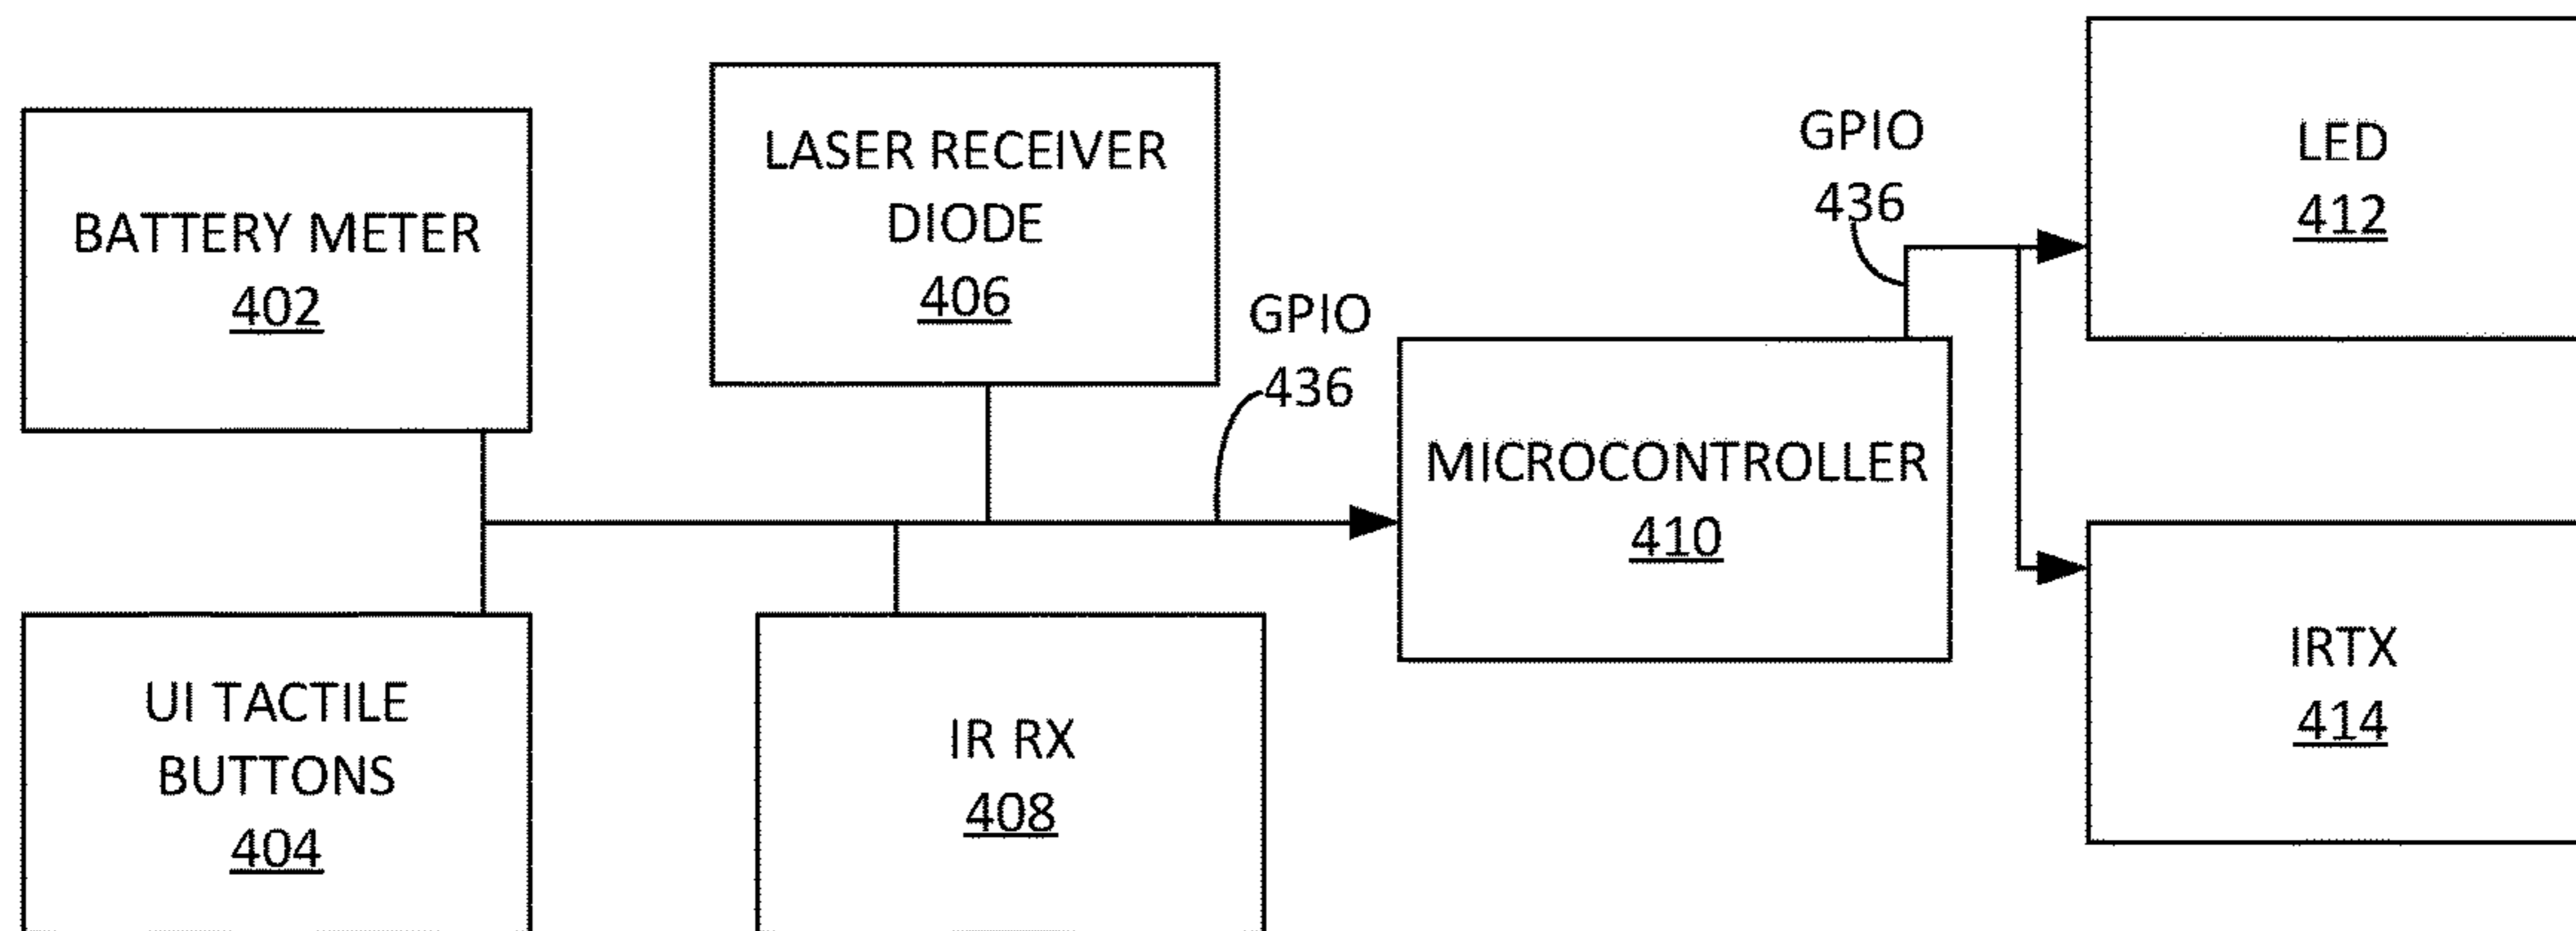 BATTERY METER
402
LASER RECEIVER
DIODE
406
GPIO
436
MICROCONTROLLER
410
GPIO
436
LED
412
UI TACTILE
BUTTONS
404
IR RX
408
IRTX
414